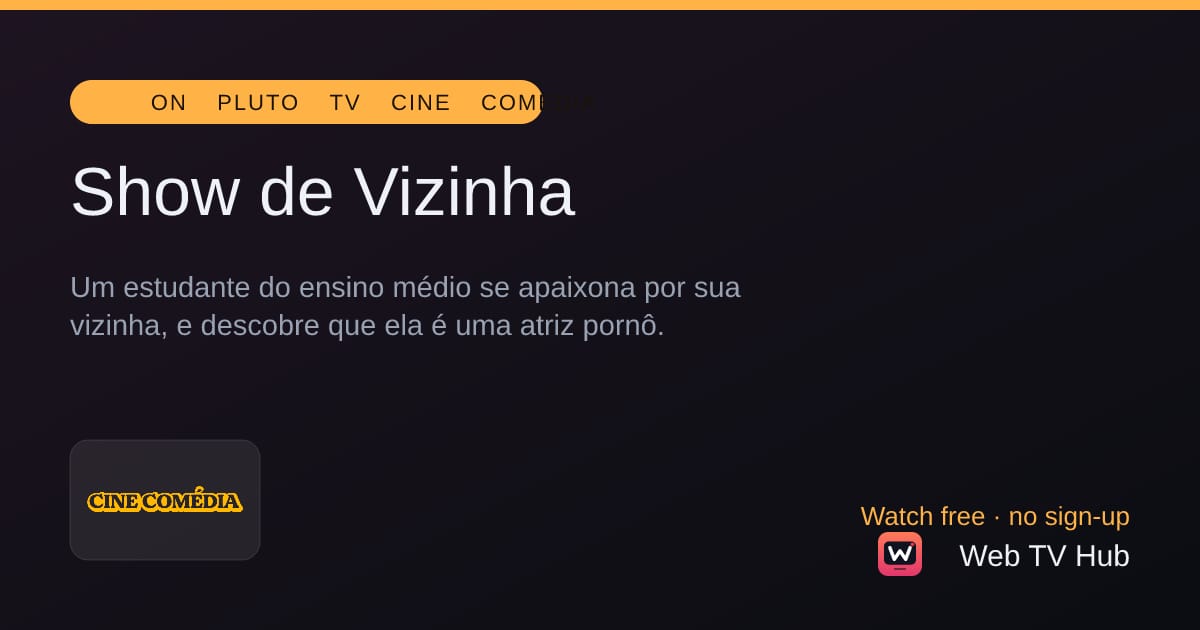 ON PLUTO TV CINE COMÉDIA
Show de Vizinha
Um estudante do ensino médio se apaixona por sua
vizinha, e descobre que ela é uma atriz pornô.
CINE COMÉDIA
Watch free · no sign-up
W Web TV Hub